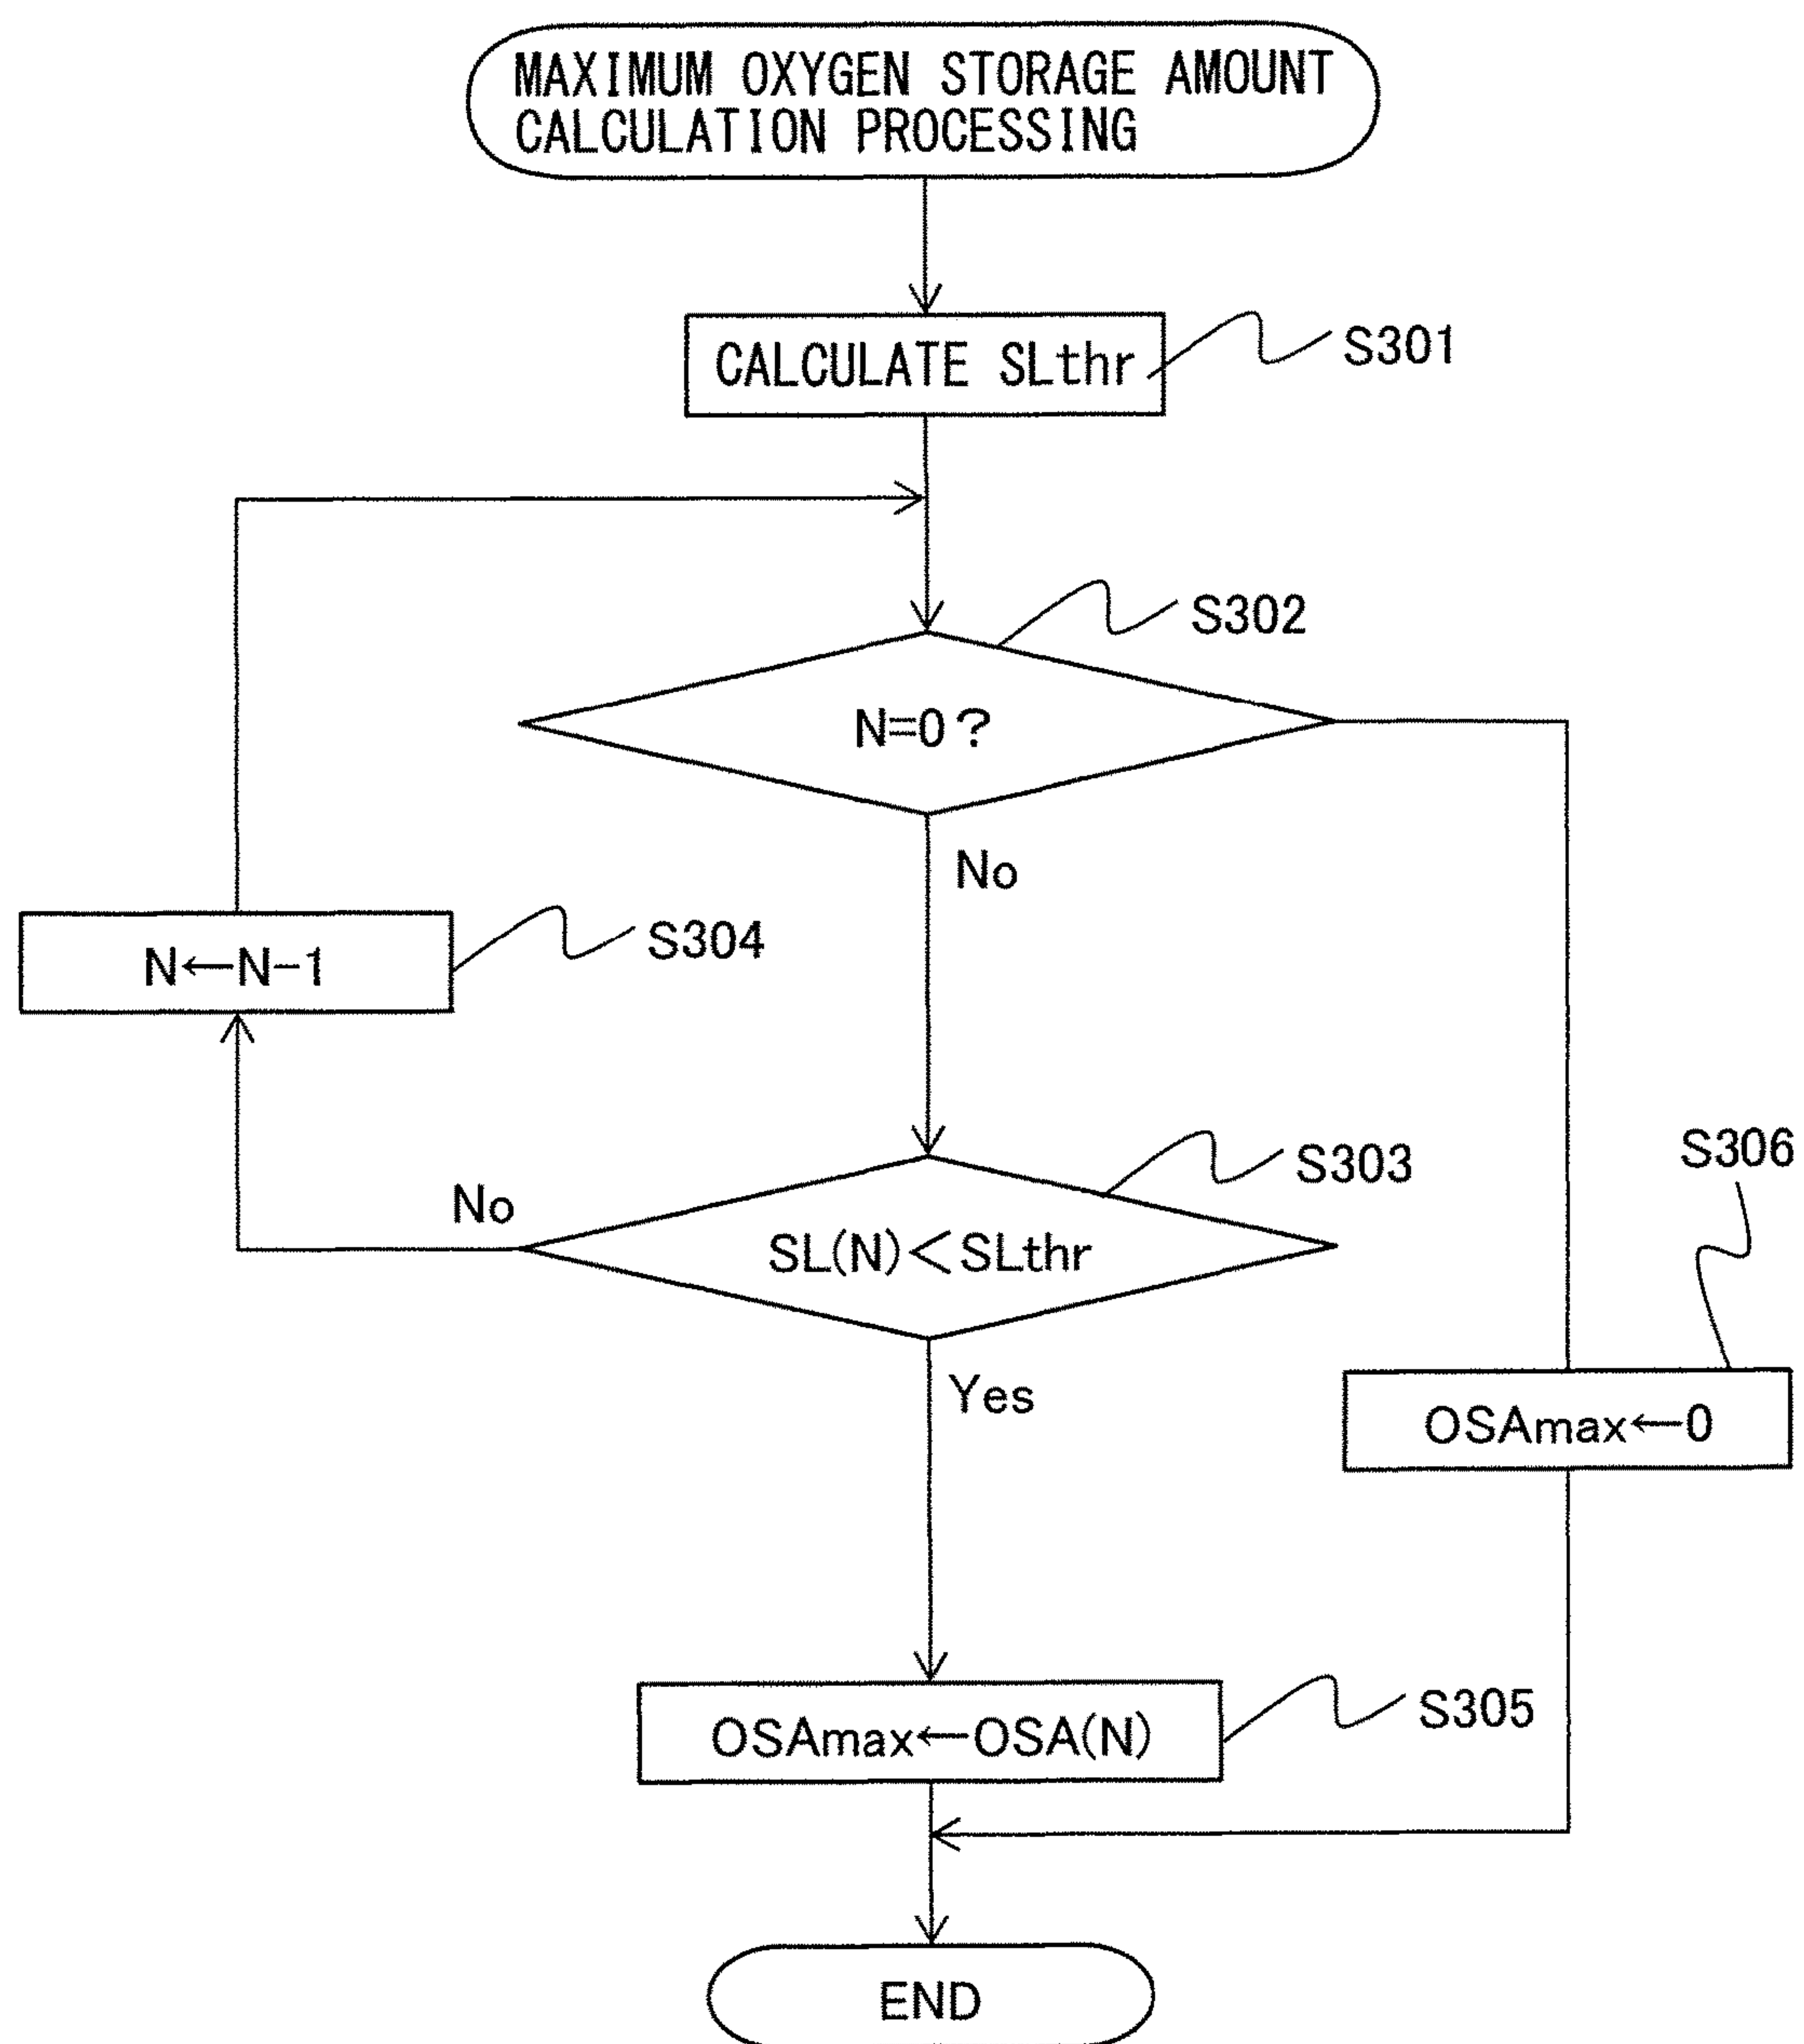 MAXIMUM OXYGEN STORAGE AMOUNT
CALCULATION PROCESSING
CALCULATE SLthr
S301
S302
N=0?
No
N←N-1
S304
S303
S306
No
SL(N)<SLthr
Yes
OSAmax←0
OSAmax←OSA(N)
S305
END